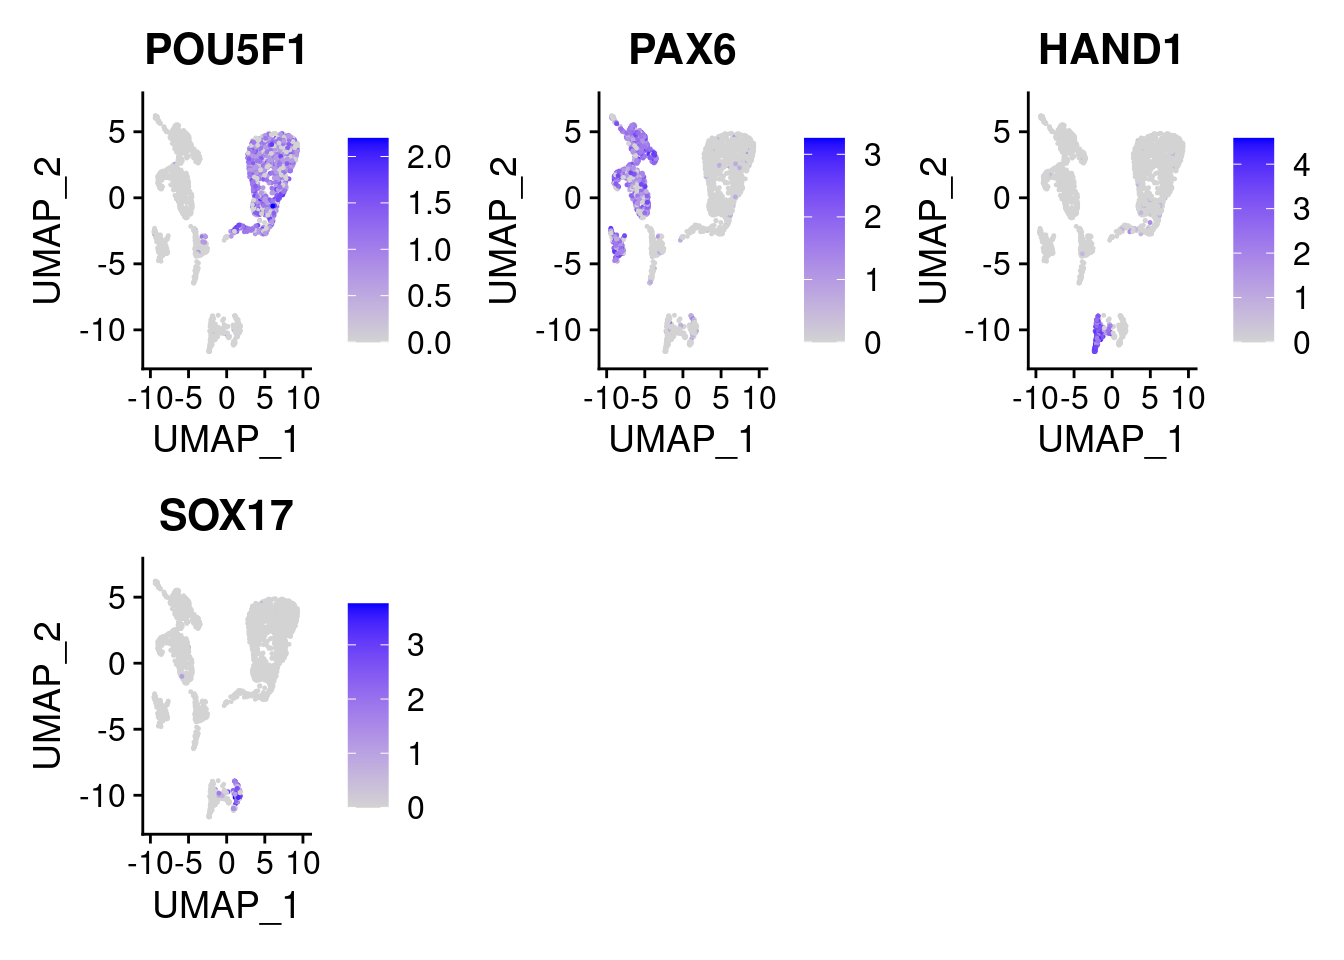 POU5F1 PAX6 HAND1
UMAP_2 5 0 -5 -10 2.0 1.5 1.0 0.5 0.0 UMAP_2 5 0 -5 -10 3 2 1 0 UMAP_2 5 0 -5 -10 4 3 2 1 0
-10 -5 0 5 10 -10 -5 0 5 10 -10 -5 0 5 10
UMAP_1 UMAP_1 UMAP_1
SOX17
UMAP_2 5 0 -5 -10 3 2 1 0
-10 -5 0 5 10
UMAP_1